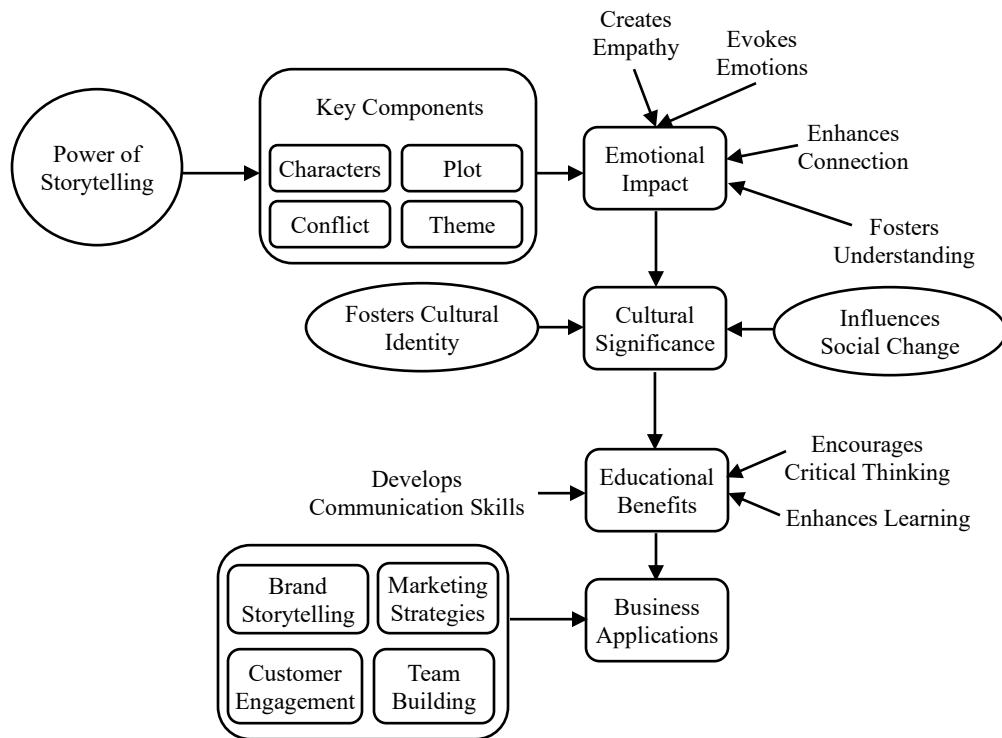 Creates
Empathy
Evokes
Emotions
Key Components
Power of
Storytelling
Characters
Plot
Conflict
Theme
Emotional
Impact
Enhances
Connection
Fosters
Understanding
Fosters Cultural
Identity
Cultural
Significance
Influences
Social Change
Develops
Communication Skills
Educational
Benefits
Encourages
Critical Thinking
Enhances Learning
Brand
Storytelling
Marketing
Strategies
Customer
Engagement
Team
Building
Business
Applications